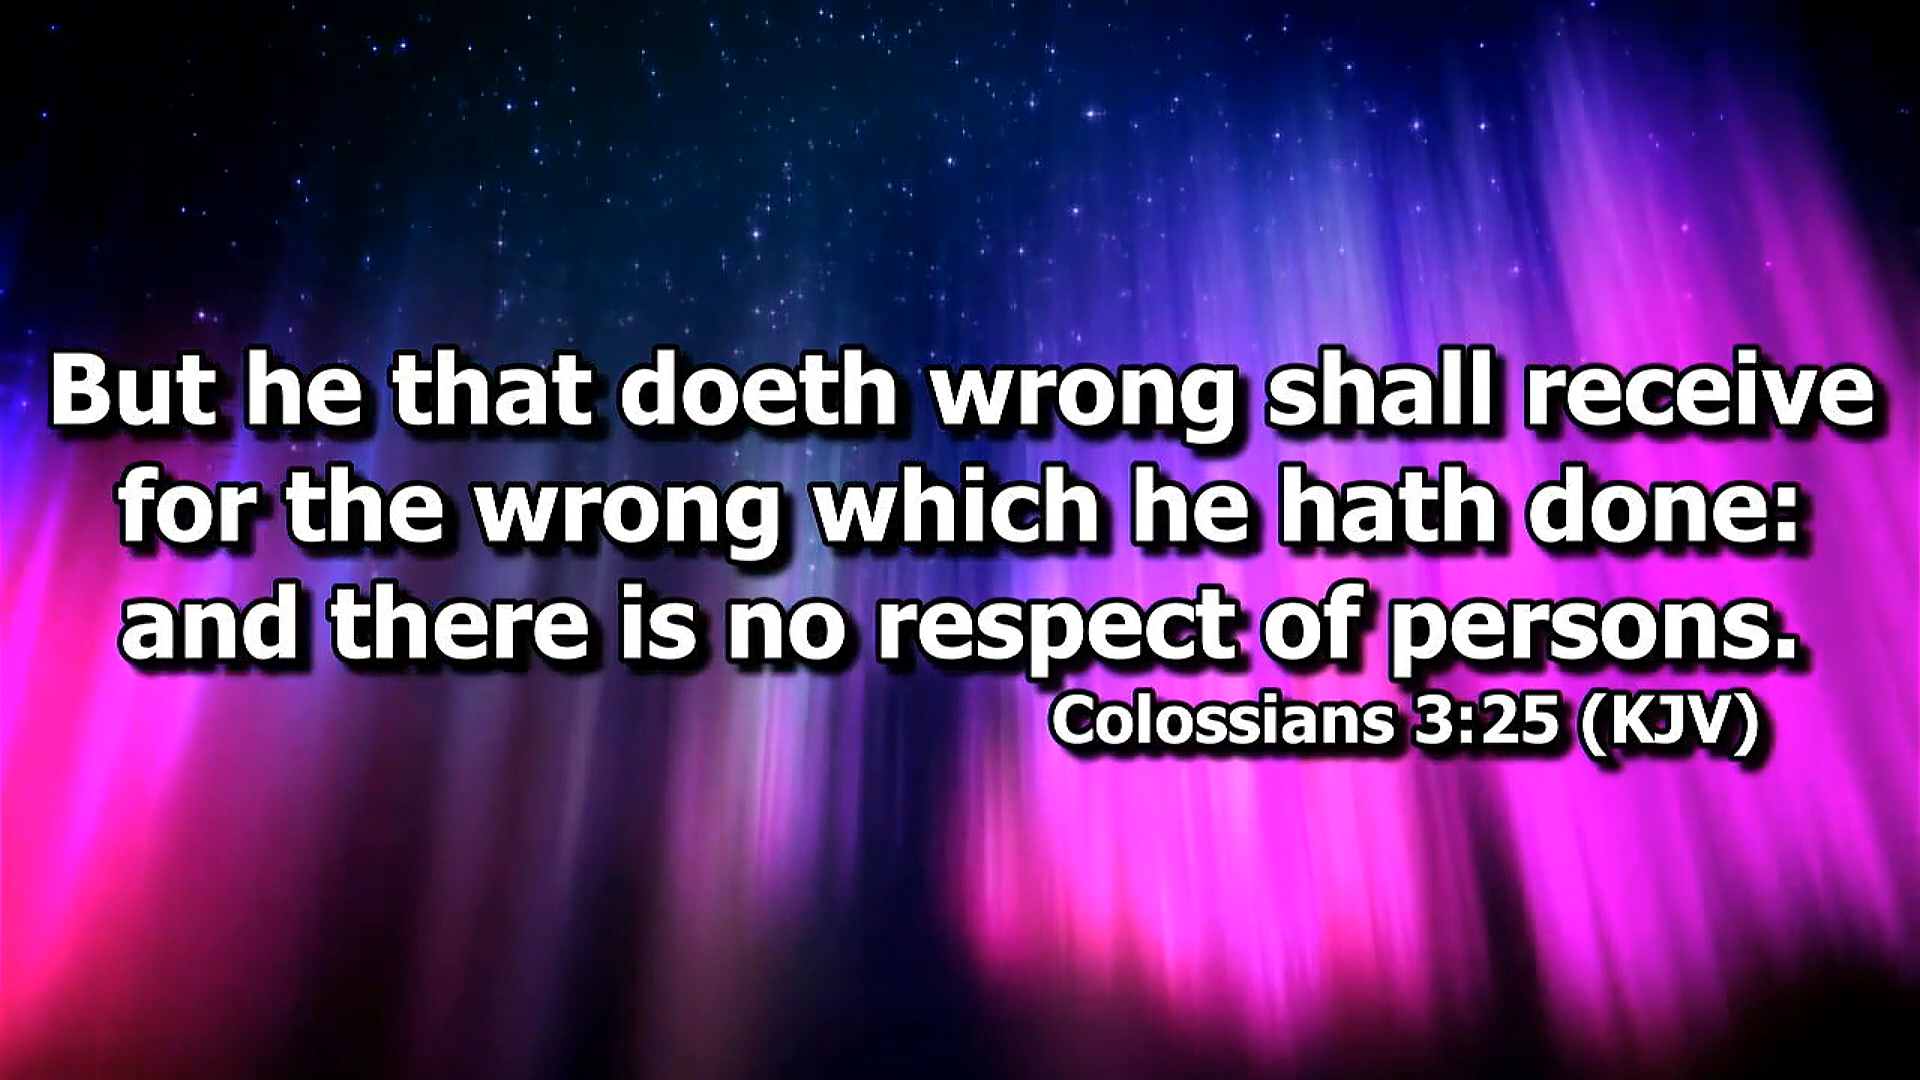 But he that doeth wrong shall receive
for the wrong which he hath done:
and there is no respect of persons.
Colossians 3:25 (KJV)